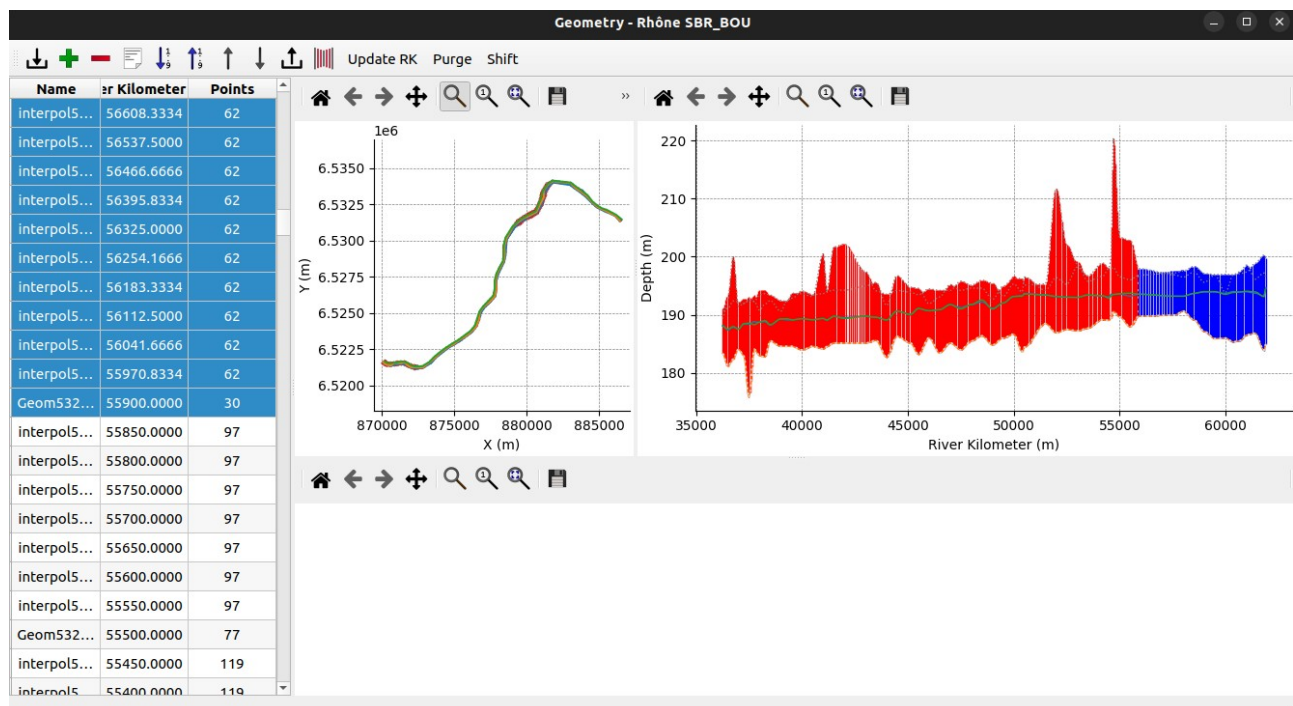 Geometry - Rhône SBR_BOU
Update RK Purge Shift
Name er Kilometer Points
interpol5... 56608.3334 62
interpol5... 56537.5000 62
interpol5... 56466.6666 62
interpol5... 56395.8334 62
interpol5... 56325.0000 62
interpol5... 56254.1666 62
interpol5... 56183.3334 62
interpol5... 56112.5000 62
interpol5... 56041.6666 62
interpol5... 55970.8334 62
Geom532... 55900.0000 30
interpol5... 55850.0000 97
interpol5... 55800.0000 97
interpol5... 55750.0000 97
interpol5... 55700.0000 97
interpol5... 55650.0000 97
interpol5... 55600.0000 97
interpol5... 55550.0000 97
Geom532... 55500.0000 77
interpol5... 55450.0000 119
interpol5 55400.0000 119
1e6
6.5350
6.5325
6.5300
6.5275
6.5250
6.5225
6.5200
Y (m)
870000 875000 880000 885000
X (m)
220
210
200
190
180
Depth (m)
35000 40000 45000 50000 55000 60000
River Kilometer (m)